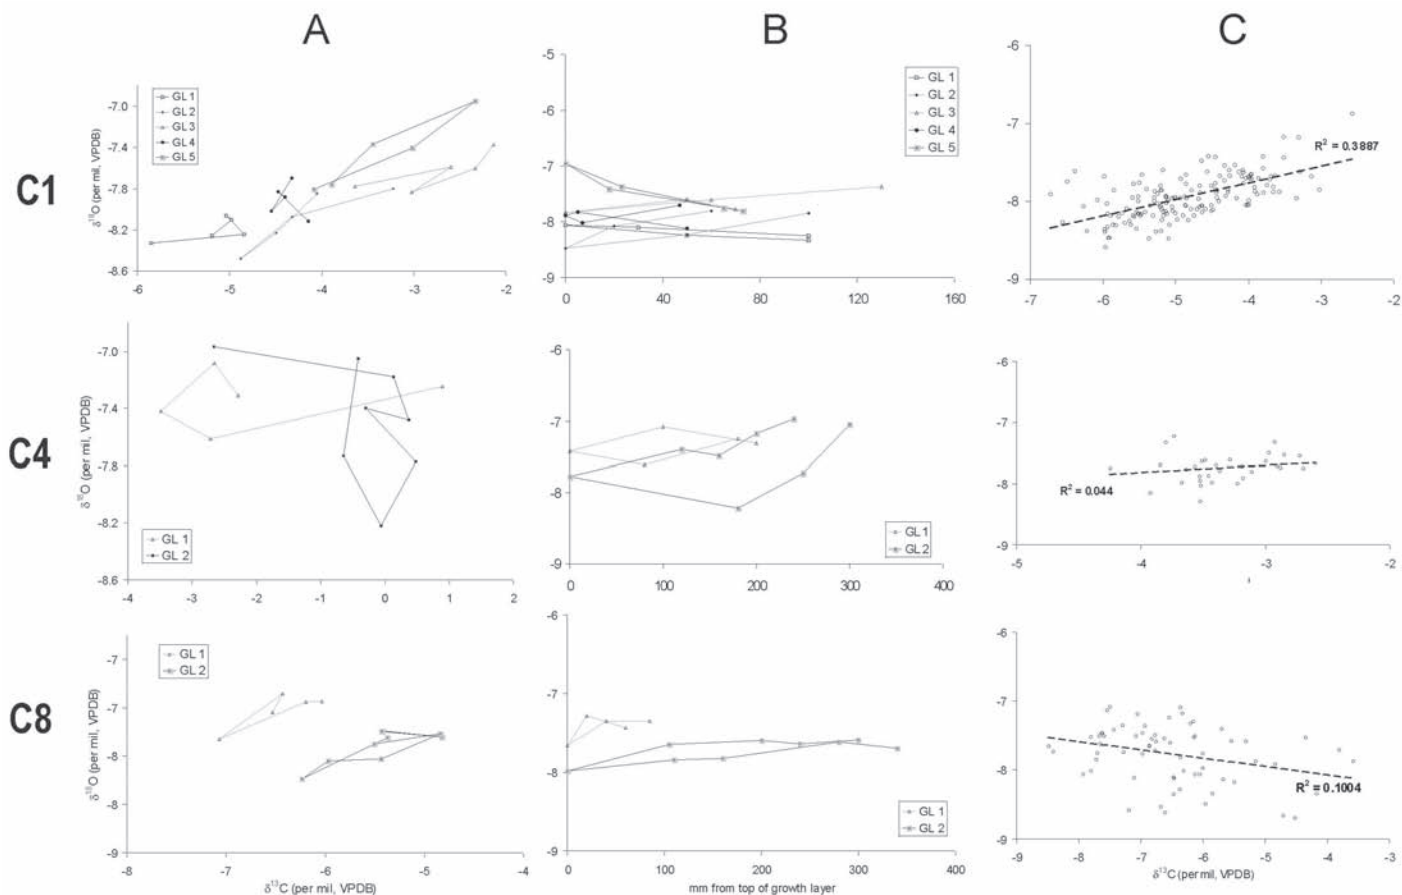 A
B
C
C1
δ18O (per mil, VPDB)
-7.0
-7.4
-7.8
-8.2
-8.6
GL 1
GL 2
GL 3
GL 4
GL 5
-6
-5
-4
-3
-2
-5
-6
-7
-8
-9
0
40
80
120
160
GL 1
GL 2
GL 3
GL 4
GL 5
-6
-7
-8
-9
R2 = 0.3887
-7
-6
-5
-4
-3
-2
C4
δ18O (per mil, VPDB)
-7.0
-7.4
-7.8
-8.2
-8.6
GL 1
GL 2
-4
-3
-2
-1
0
1
2
-6
-7
-8
-9
GL 1
GL 2
0
100
200
300
400
-6
-7
-8
-9
R2 = 0.044
-5
-4
-3
-2
C8
δ18O (per mil, VPDB)
-7
-7
-8
-8
-9
GL 1
GL 2
-8
-7
-6
-5
-4
δ13C (per mil, VPDB)
-6
-7
-8
-9
GL 1
GL 2
0
100
200
300
400
mm from top of growth layer
-6
-7
-8
-9
R2 = 0.1004
-9
-8
-7
-6
-5
-4
-3
δ13C (per mil, VPDB)